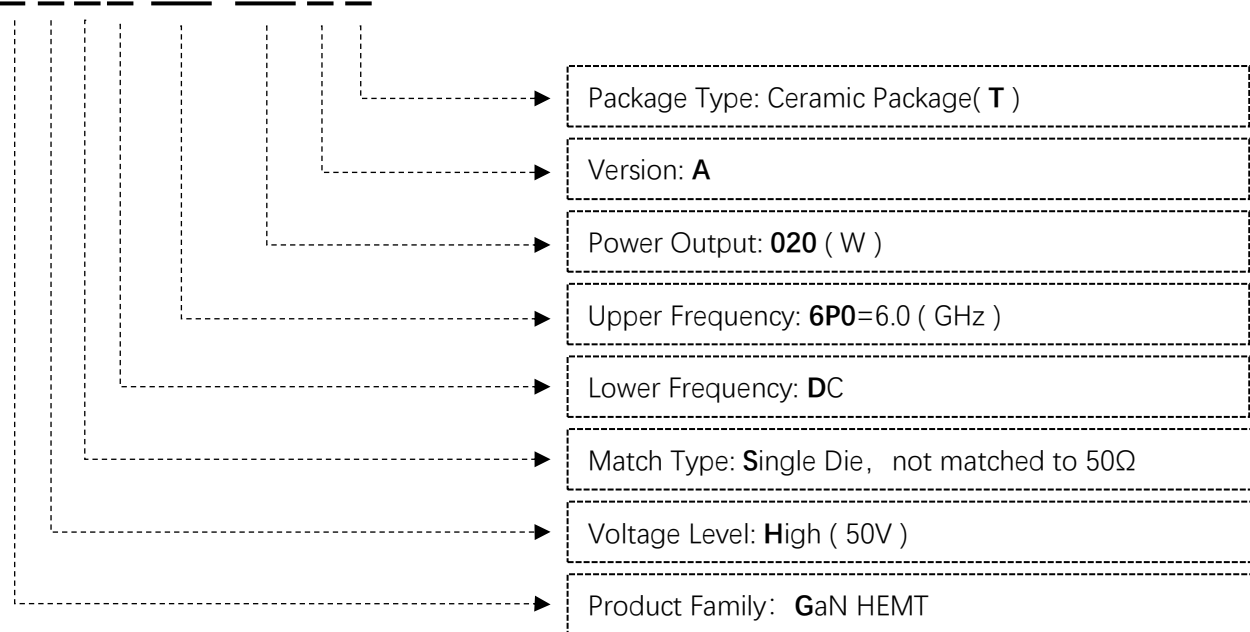 Package Type: Ceramic Package( T )
Version: A
Power Output: 020 ( W )
Upper Frequency: 6P0=6.0 ( GHz )
Lower Frequency: DC
Match Type: Single Die， not matched to 50Ω
Voltage Level: High ( 50V )
Product Family： GaN HEMT